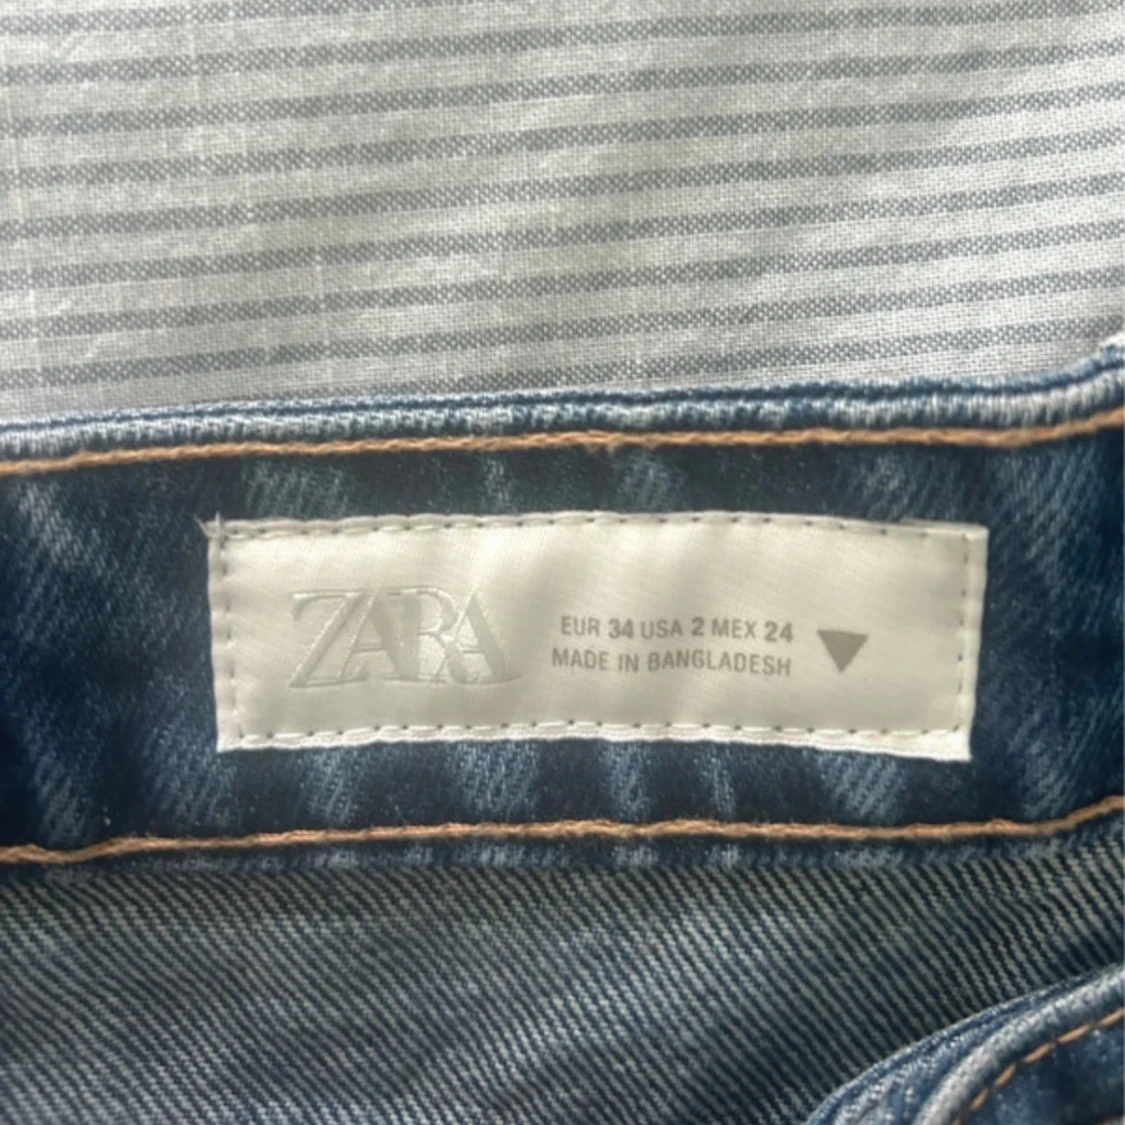 ZARA
EUR 34 USA 2 MEX 24
MADE IN BANGLADESH